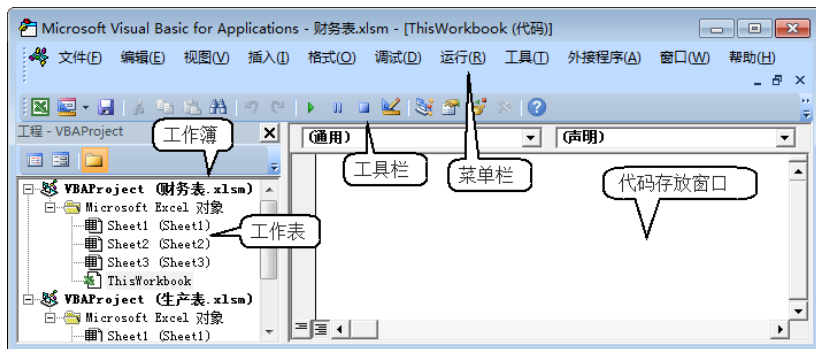 Microsoft Visual Basic for Applications - 财务表.xlsm - [ThisWorkbook (代码)]
文件(F) 编辑(E) 视图(V) 插入(I) 格式(O) 调试(D) 运行(R) 工具(T) 外接程序(A) 窗口(W) 帮助(H)
工程 - VBAProject
工作簿
(通用)
(声明)
工具栏
菜单栏
代码存放窗口
VBAProject (财务表.xlsm)
Microsoft Excel 对象
Sheet1 (Sheet1)
工作表
Sheet2 (Sheet2)
Sheet3 (Sheet3)
ThisWorkbook
VBAProject (生产表.xlsm)
Microsoft Excel 对象
Sheet1 (Sheet1)